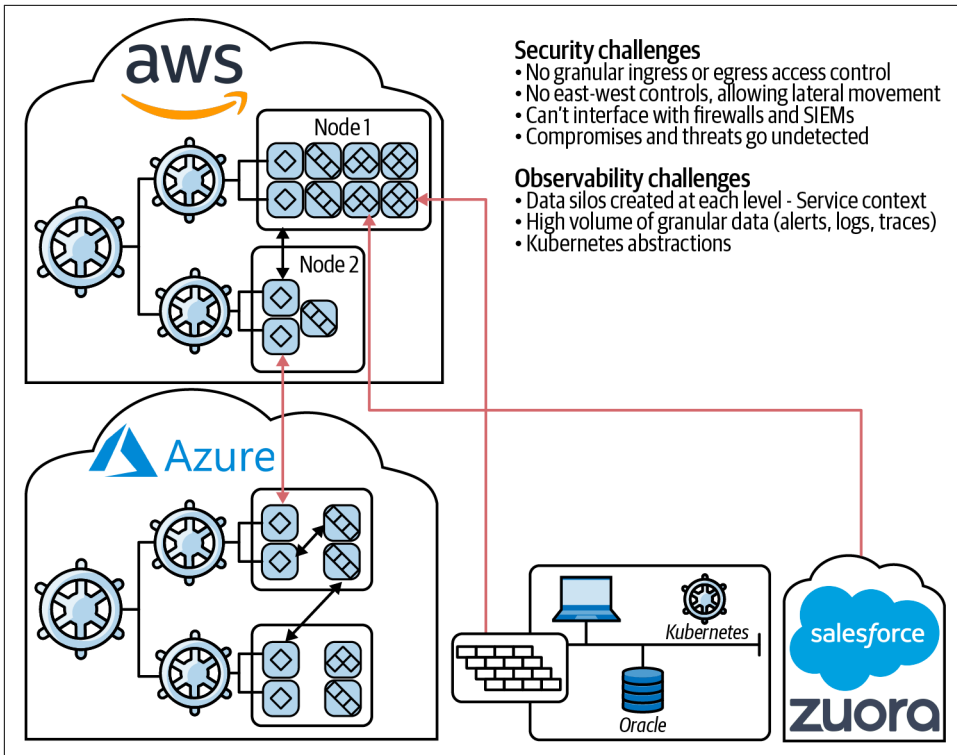 aws
Node 1
Node 2
Security challenges
• No granular ingress or egress access control
• No east-west controls, allowing lateral movement
• Can't interface with firewalls and SIEMs
• Compromises and threats go undetected
Observability challenges
• Data silos created at each level - Service context
• High volume of granular data (alerts, logs, traces)
• Kubernetes abstractions
Azure
Kubernetes
Oracle
salesforce
zuora